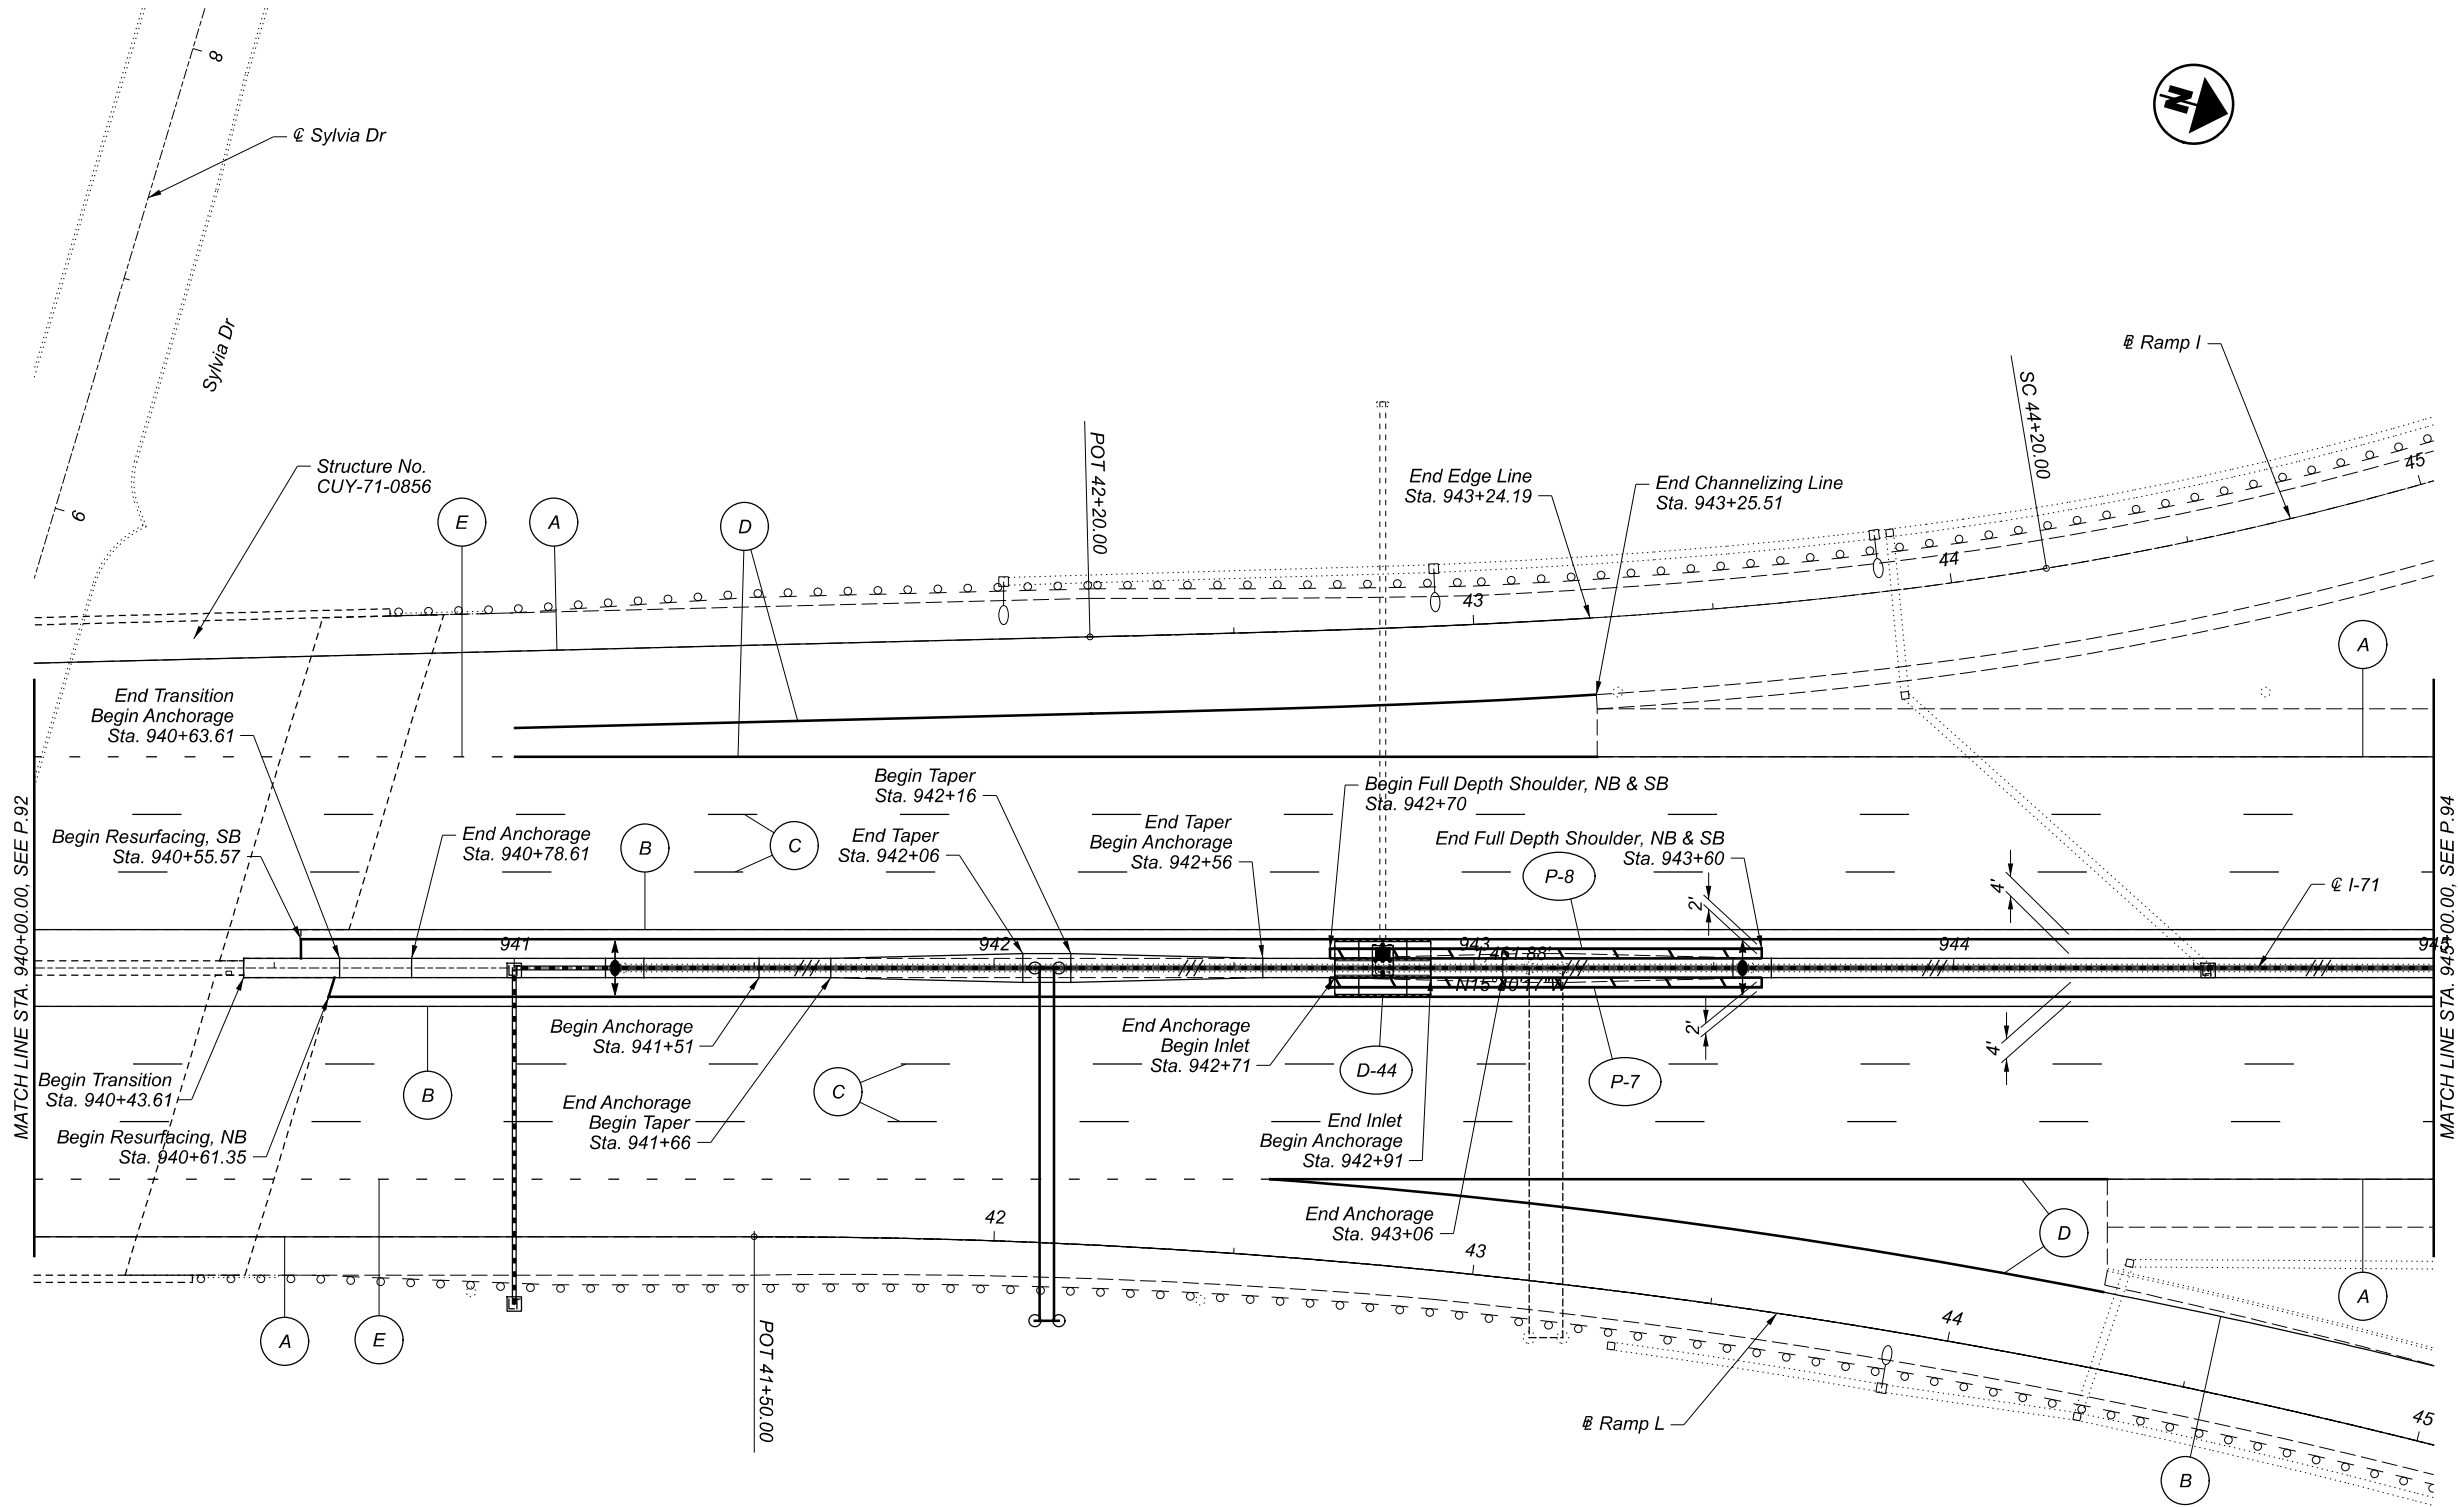 8
N
℄ Sylvia Dr
Sylvia Dr
Ramp I
SC 44+20.00
POT 42+20.00
Structure No.
CUY-71-0856
End Edge Line
Sta. 943+24.19
End Channelizing Line
Sta. 943+25.51
45
E
A
D
44
43
A
End Transition
Begin Anchorage
Sta. 940+63.61
Begin Taper
Sta. 942+16
Begin Full Depth Shoulder, NB & SB
Sta. 942+70
Begin Resurfacing, SB
Sta. 940+55.57
End Anchorage
Sta. 940+78.61
B
C
End Taper
Sta. 942+06
End Taper
Begin Anchorage
Sta. 942+56
End Full Depth Shoulder, NB & SB
Sta. 943+60
P-8
2'
4'
℄ I-71
MATCH LINE STA. 940+00.00, SEE P.92
MATCH LINE STA. 945+00.00, SEE P.94
941
942
943
944
945
Begin Anchorage
Sta. 941+51
End Anchorage
Begin Inlet
Sta. 942+71
D-44
P-7
2'
4'
Begin Transition
Sta. 940+43.61
B
C
End Anchorage
Begin Taper
Sta. 941+66
End Inlet
Begin Anchorage
Sta. 942+91
Begin Resurfacing, NB
Sta. 940+61.35
End Anchorage
Sta. 943+06
42
43
D
A
A
E
POT 41+50.00
44
Ramp L
45
B